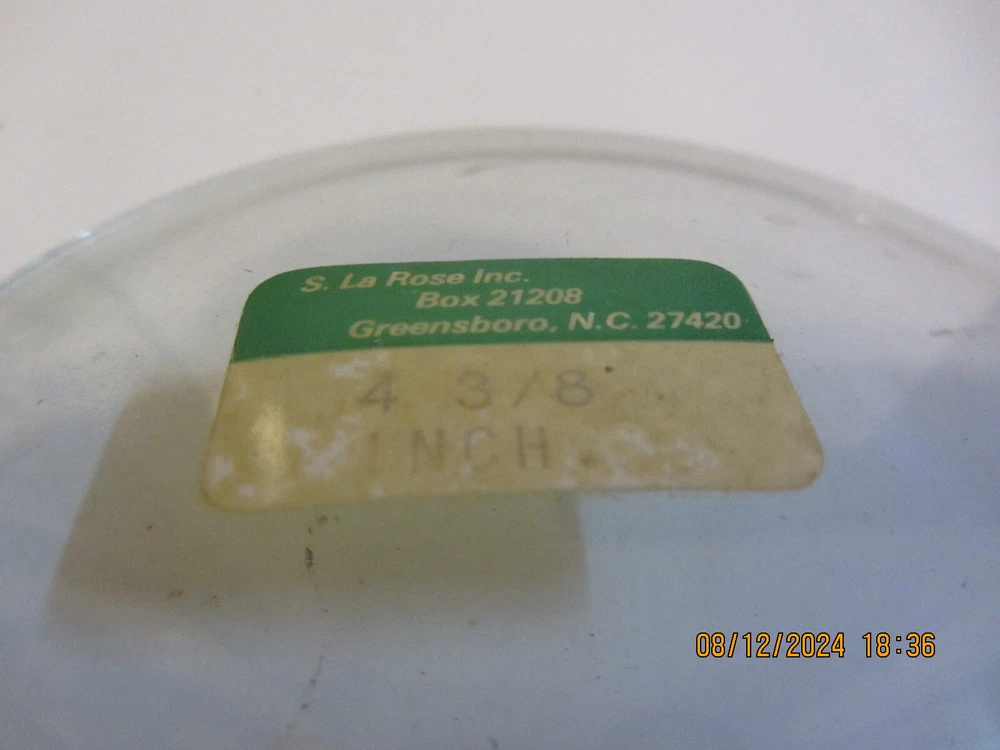 S. La Rose Inc.
Box 21208
Greensboro, N.C. 27420
4 3/8
INCH
08/12/2024 18:36